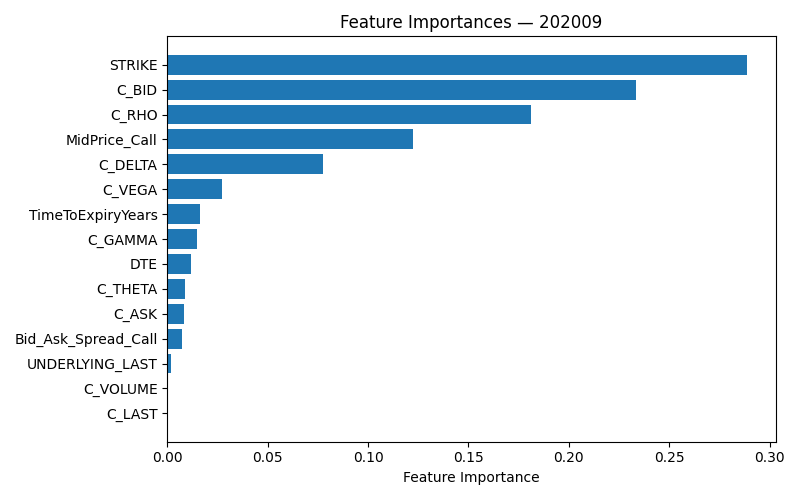 Feature Importances — 202009
STRIKE
C_BID
C_RHO
MidPrice_Call
C_DELTA
C_VEGA
TimeToExpiryYears
C_GAMMA
DTE
C_THETA
C_ASK
Bid_Ask_Spread_Call
UNDERLYING_LAST
C_VOLUME
C_LAST
0.00 0.05 0.10 0.15 0.20 0.25 0.30
Feature Importance